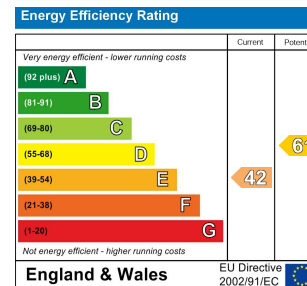 Energy Efficiency Rating
Current Potent
Very energy efficient - lower running costs
(92 plus) A
(81-91) B
(69-80) C
(55-68) D
6
(39-54) E
42
(21-38) F
(1-20) G
Not energy efficient - higher running costs
England & Wales
EU Directive
2002/91/EC